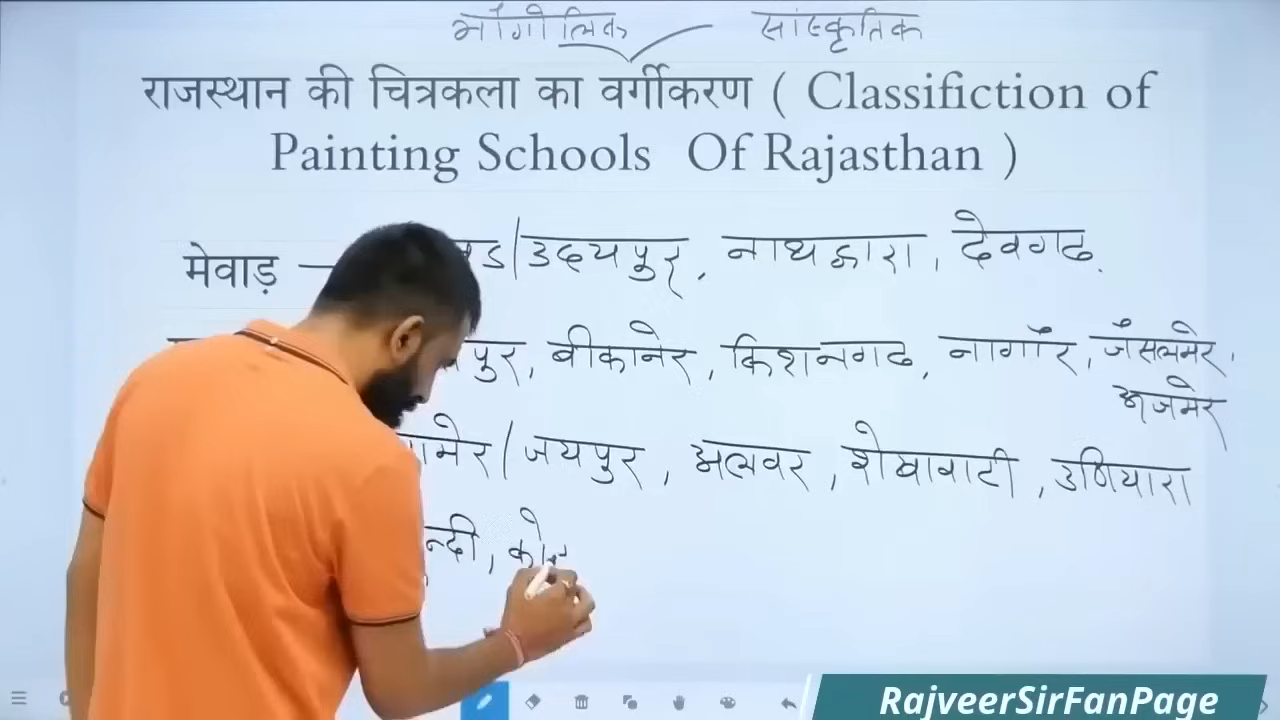 भौगोलिक सांस्कृतिक
राजस्थान की चित्रकला का वर्गीकरण ( Classifiction of
Painting Schools Of Rajasthan )
मेवाड़ — वड/उदयपुर, नाथद्वारा, देवगढ.
पुर, बीकानेर, किशनगढ, नागौर, जैसलमेर,
अजमेर
ामेर/जयपुर, अलवर, शेखावाटी, उणियारा
न्दी,
RajveerSirFanPage